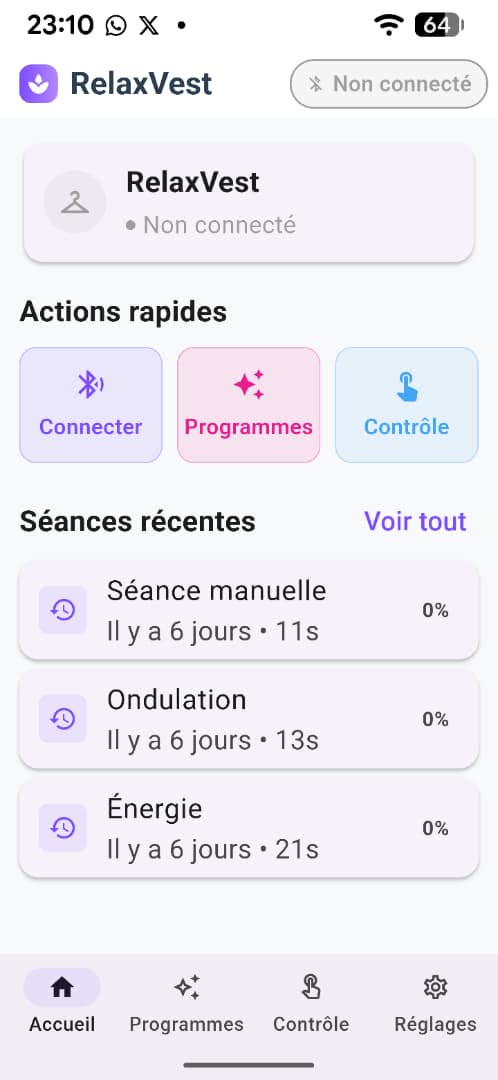 23:10 64
RelaxVest Non connecté
RelaxVest
• Non connecté
Actions rapides
Connecter Programmes Contrôle
Séances récentes Voir tout
Séance manuelle
Il y a 6 jours • 11s 0%
Ondulation
Il y a 6 jours • 13s 0%
Énergie
Il y a 6 jours • 21s 0%
Accueil Programmes Contrôle Réglages